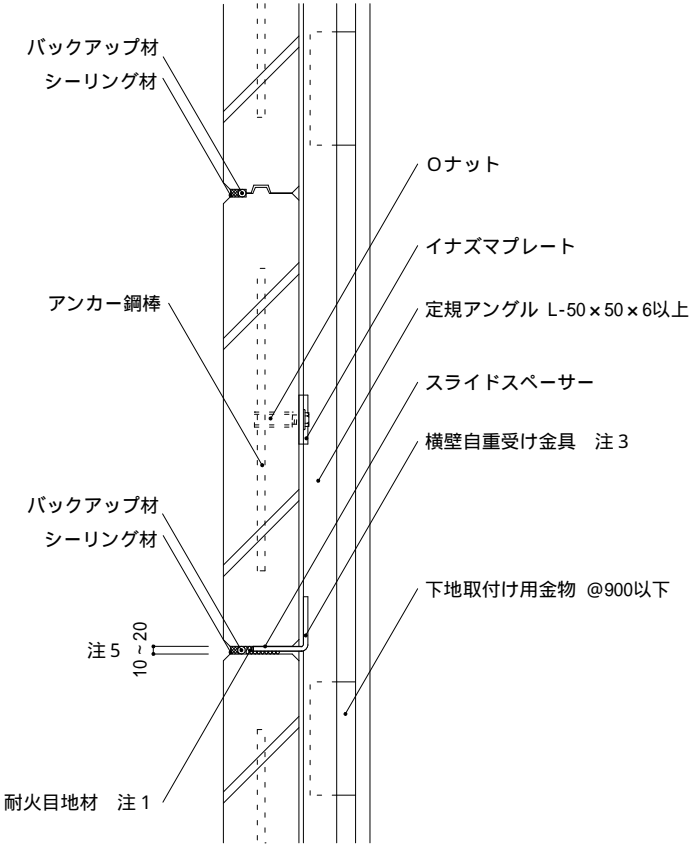 バックアップ材
シーリング材
Oナット
イナズマプレート
アンカー鋼棒
定規アングル L-50×50×6以上
スライドスペーサー
横壁自重受け金具　注3
バックアップ材
シーリング材
下地取付け用金物 @900以下
注5
10～20
耐火目地材　注1